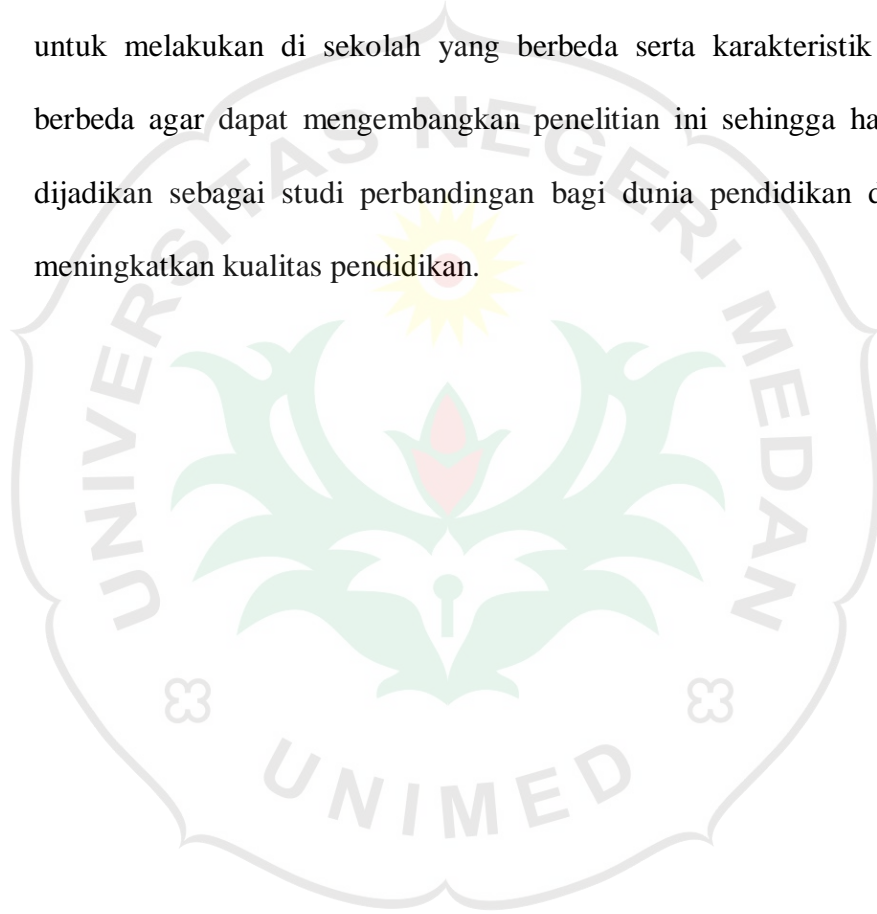 untuk melakukan di sekolah yang berbeda serta karakteristik
berbeda agar dapat mengembangkan penelitian ini sehingga
dijadikan sebagai studi perbandingan bagi dunia pendidikan
meningkatkan kualitas pendidikan.
UNIVERSITAS NEGERI MEDAN
UNIMED